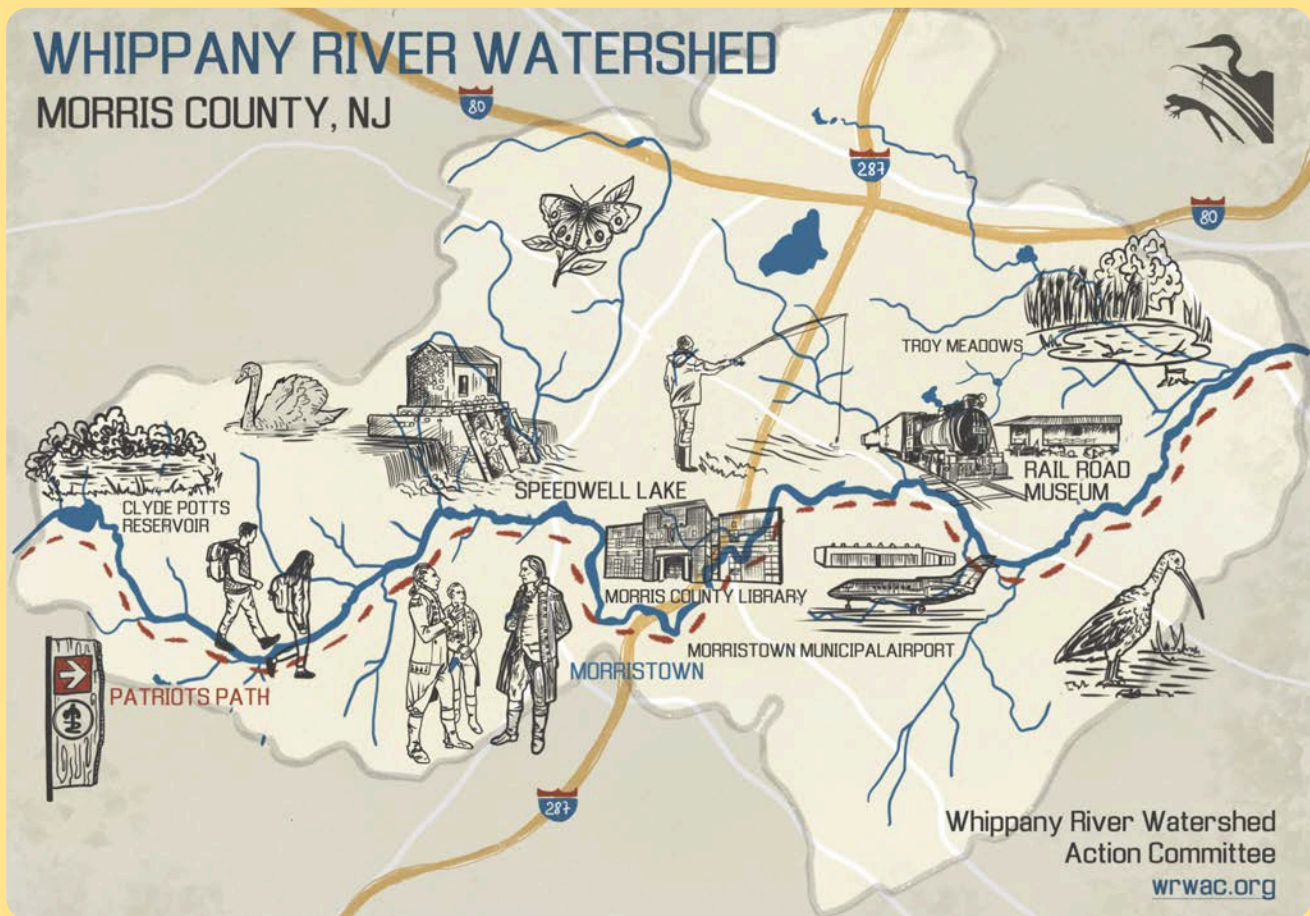 WHIPPANY RIVER WATERSHED
MORRIS COUNTY, NJ
80
287
80
TROY MEADOWS
RAIL ROAD
MUSEUM
SPEEDWELL LAKE
CLYDE POTTS
RESERVOIR
MORRIS COUNTY LIBRARY
MORRISTOWN MUNICIPALAIRPORT
MORRISTOWN
PATRIOTS PATH
287
Whippany River Watershed
Action Committee
wrwac.org